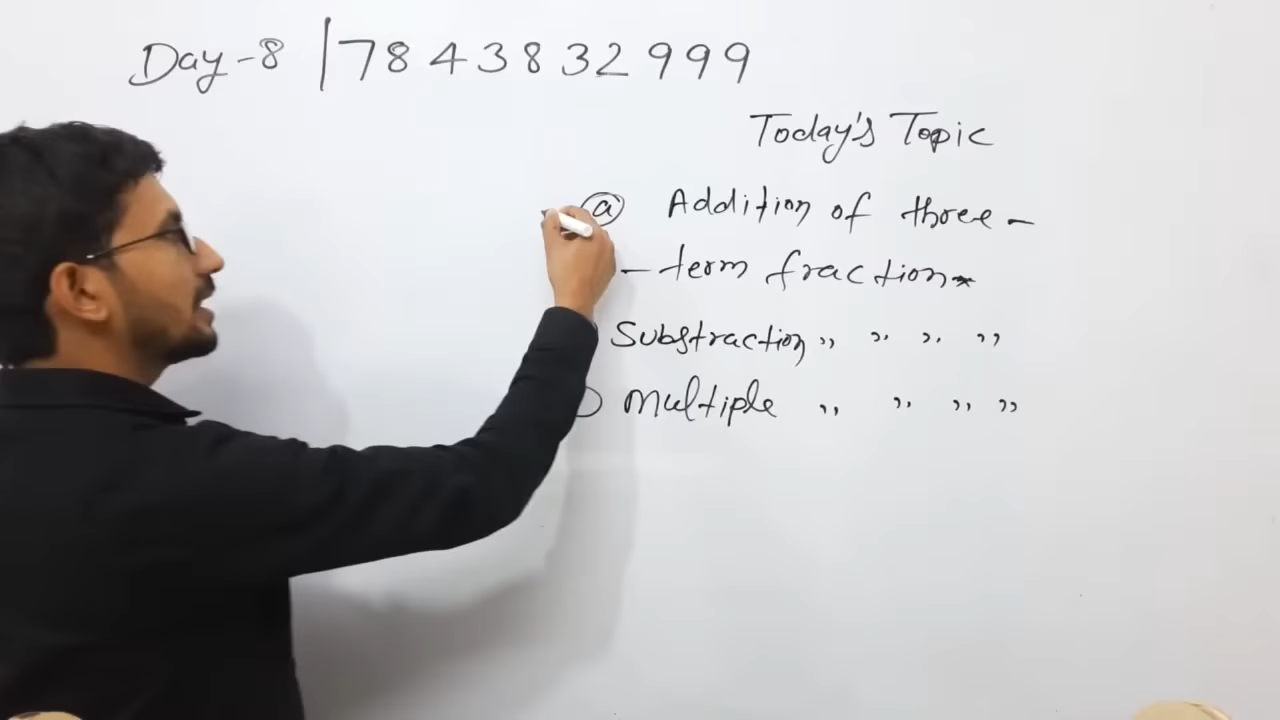 Day-8 | 7843832999
Today's Topic
(a) Addition of three -
- term fraction
Substraction ,, ,, ,, ,,
Multiple ,, ,, ,, ,,